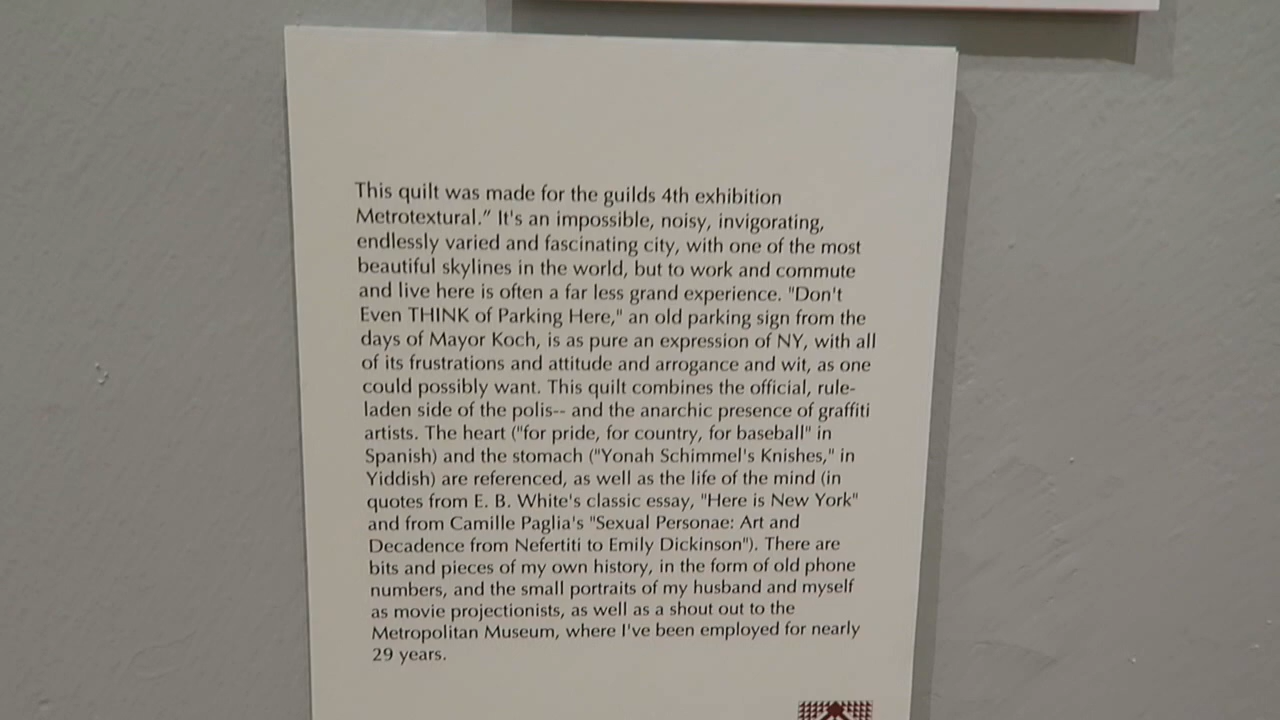 This quilt was made for the guilds 4th exhibition
Metrotextural.” It's an impossible, noisy, invigorating,
endlessly varied and fascinating city, with one of the most
beautiful skylines in the world, but to work and commute
and live here is often a far less grand experience. "Don't
Even THINK of Parking Here," an old parking sign from the
days of Mayor Koch, is as pure an expression of NY, with all
of its frustrations and attitude and arrogance and wit, as one
could possibly want. This quilt combines the official, rule-
laden side of the polis-- and the anarchic presence of graffiti
artists. The heart ("for pride, for country, for baseball" in
Spanish) and the stomach ("Yonah Schimmel's Knishes," in
Yiddish) are referenced, as well as the life of the mind (in
quotes from E. B. White's classic essay, "Here is New York"
and from Camille Paglia's "Sexual Personae: Art and
Decadence from Nefertiti to Emily Dickinson"). There are
bits and pieces of my own history, in the form of old phone
numbers, and the small portraits of my husband and myself
as movie projectionists, as well as a shout out to the
Metropolitan Museum, where I've been employed for nearly
29 years.